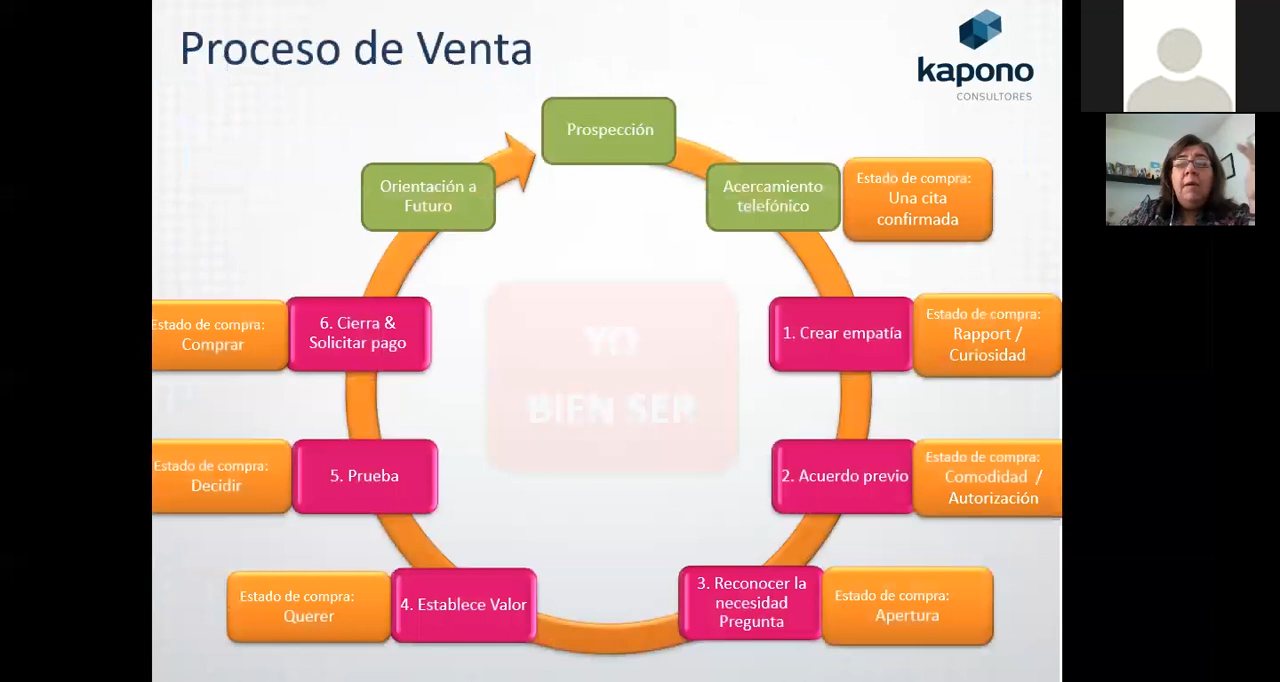 Proceso de Venta
kapono
CONSULTORES
Prospección
Acercamiento
telefónico
Estado de compra:
Una cita
confirmada
1. Crear empatía
Estado de compra:
Rapport /
Curiosidad
2. Acuerdo previo
Estado de compra:
Comodidad /
Autorización
3. Reconocer la
necesidad
Pregunta
Estado de compra:
Apertura
4. Establece Valor
Estado de compra:
Querer
5. Prueba
Estado de compra:
Decidir
6. Cierra &
Solicitar pago
Estado de compra:
Comprar
Orientación a
Futuro
YO
BIEN SER